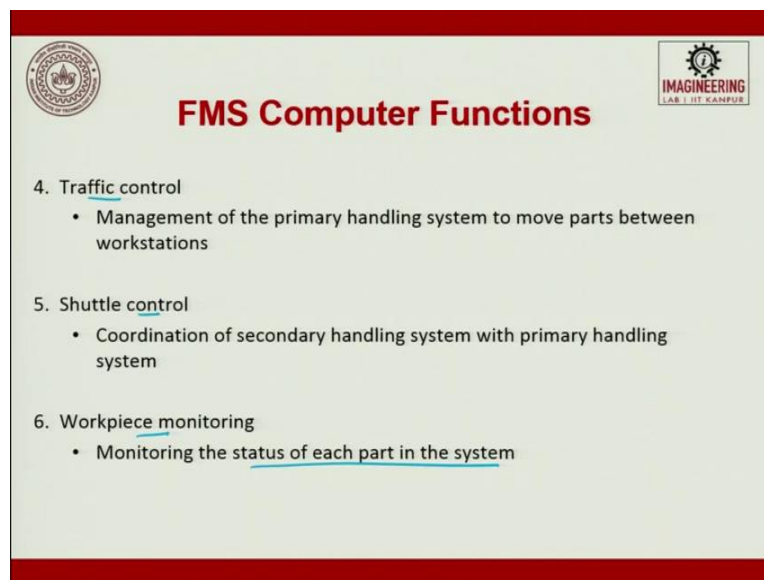 IMAGINEERING
LAB | IIT KANPUR
FMS Computer Functions
4. Traffic control
• Management of the primary handling system to move parts between
workstations
5. Shuttle control
• Coordination of secondary handling system with primary handling
system
6. Workpiece monitoring
• Monitoring the status of each part in the system